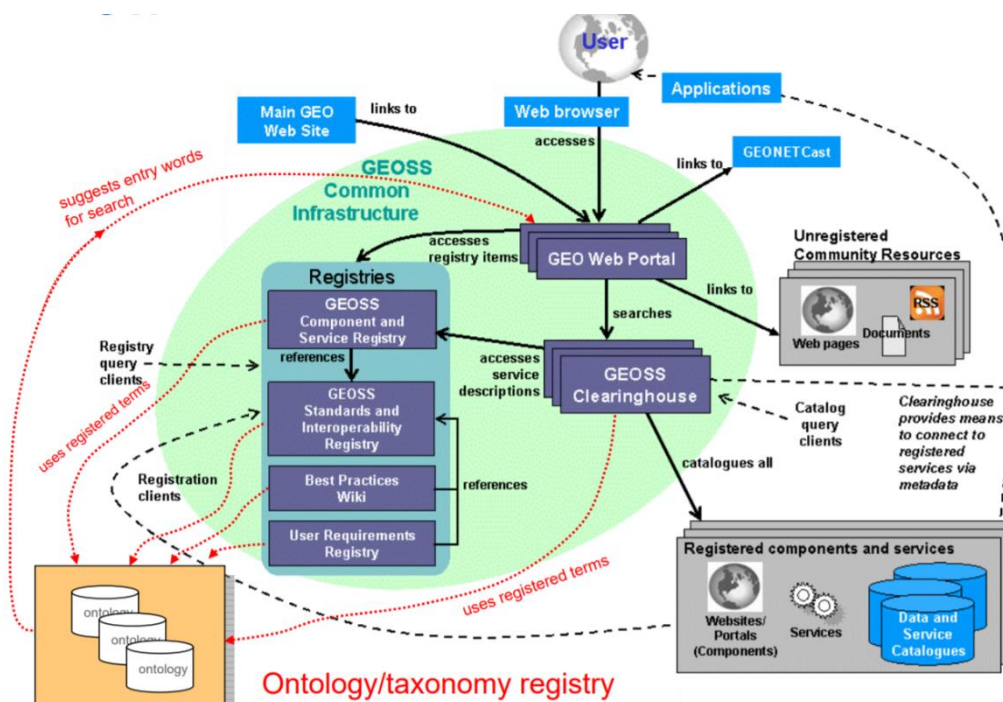 User
Applications
Main GEO
Web Site
links to
Web browser
accesses
GEONETCast
links to
suggests entry words
for search
GEOSS
Common
Infrastructure
accesses
registry items
GEO Web Portal
Unregistered
Community Resources
RSS
Web pages
Documents
links to
Registries
GEOSS
Component and
Service Registry
searches
Registry
query
clients
references
accesses
service
descriptions
GEOSS
Clearinghouse
uses registered terms
GEOSS
Standards and
Interoperability
Registry
Catalog
query
clients
Clearinghouse
provides means
to connect to
registered
services via
metadata
Registration
clients
Best Practices
Wiki
references
catalogues all
User Requirements
Registry
uses registered terms
Registered components and services
Websites/
Portals
(Components)
Services
Data and
Service
Catalogues
ontology
ontology
ontology
Ontology/taxonomy registry